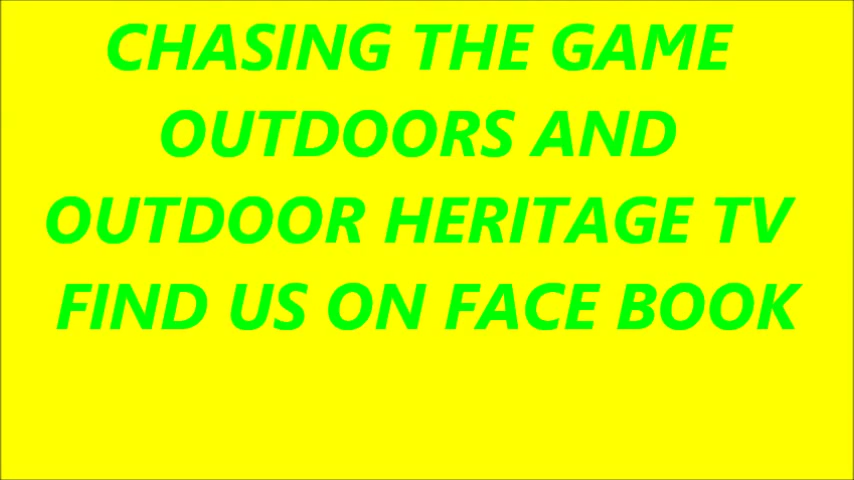 CHASING THE GAME
OUTDOORS AND
OUTDOOR HERITAGE TV
FIND US ON FACE BOOK